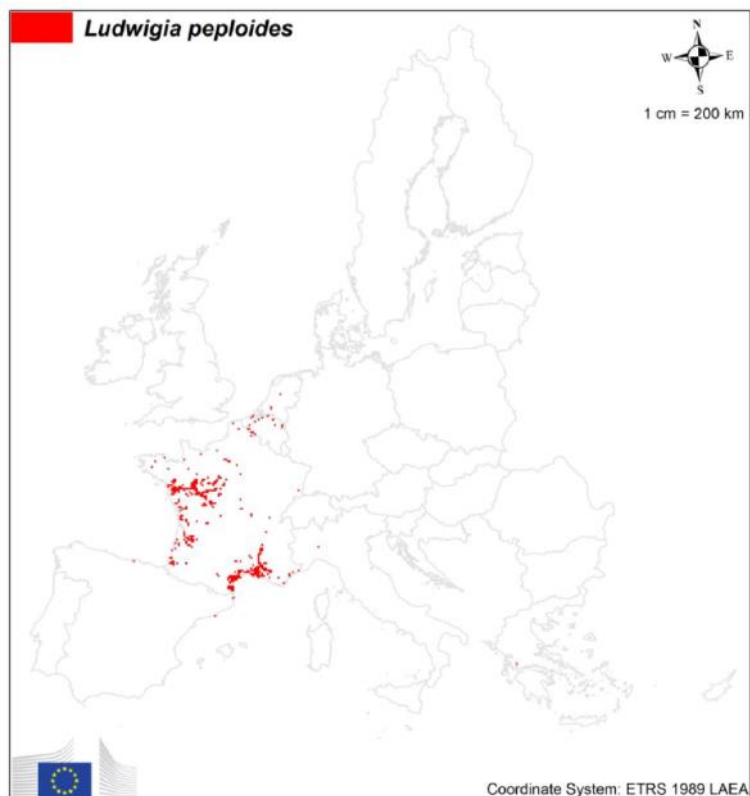 Ludwigia peploides
N
W E
S
1 cm = 200 km
Coordinate System: ETRS 1989 LAEA